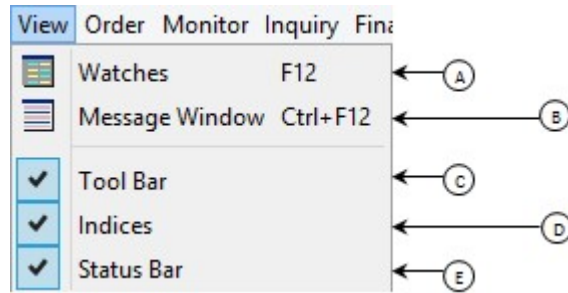 View Order Monitor Inquiry
Watches F12 A
Message Window Ctrl+F12 B
Tool Bar C
Indices D
Status Bar E